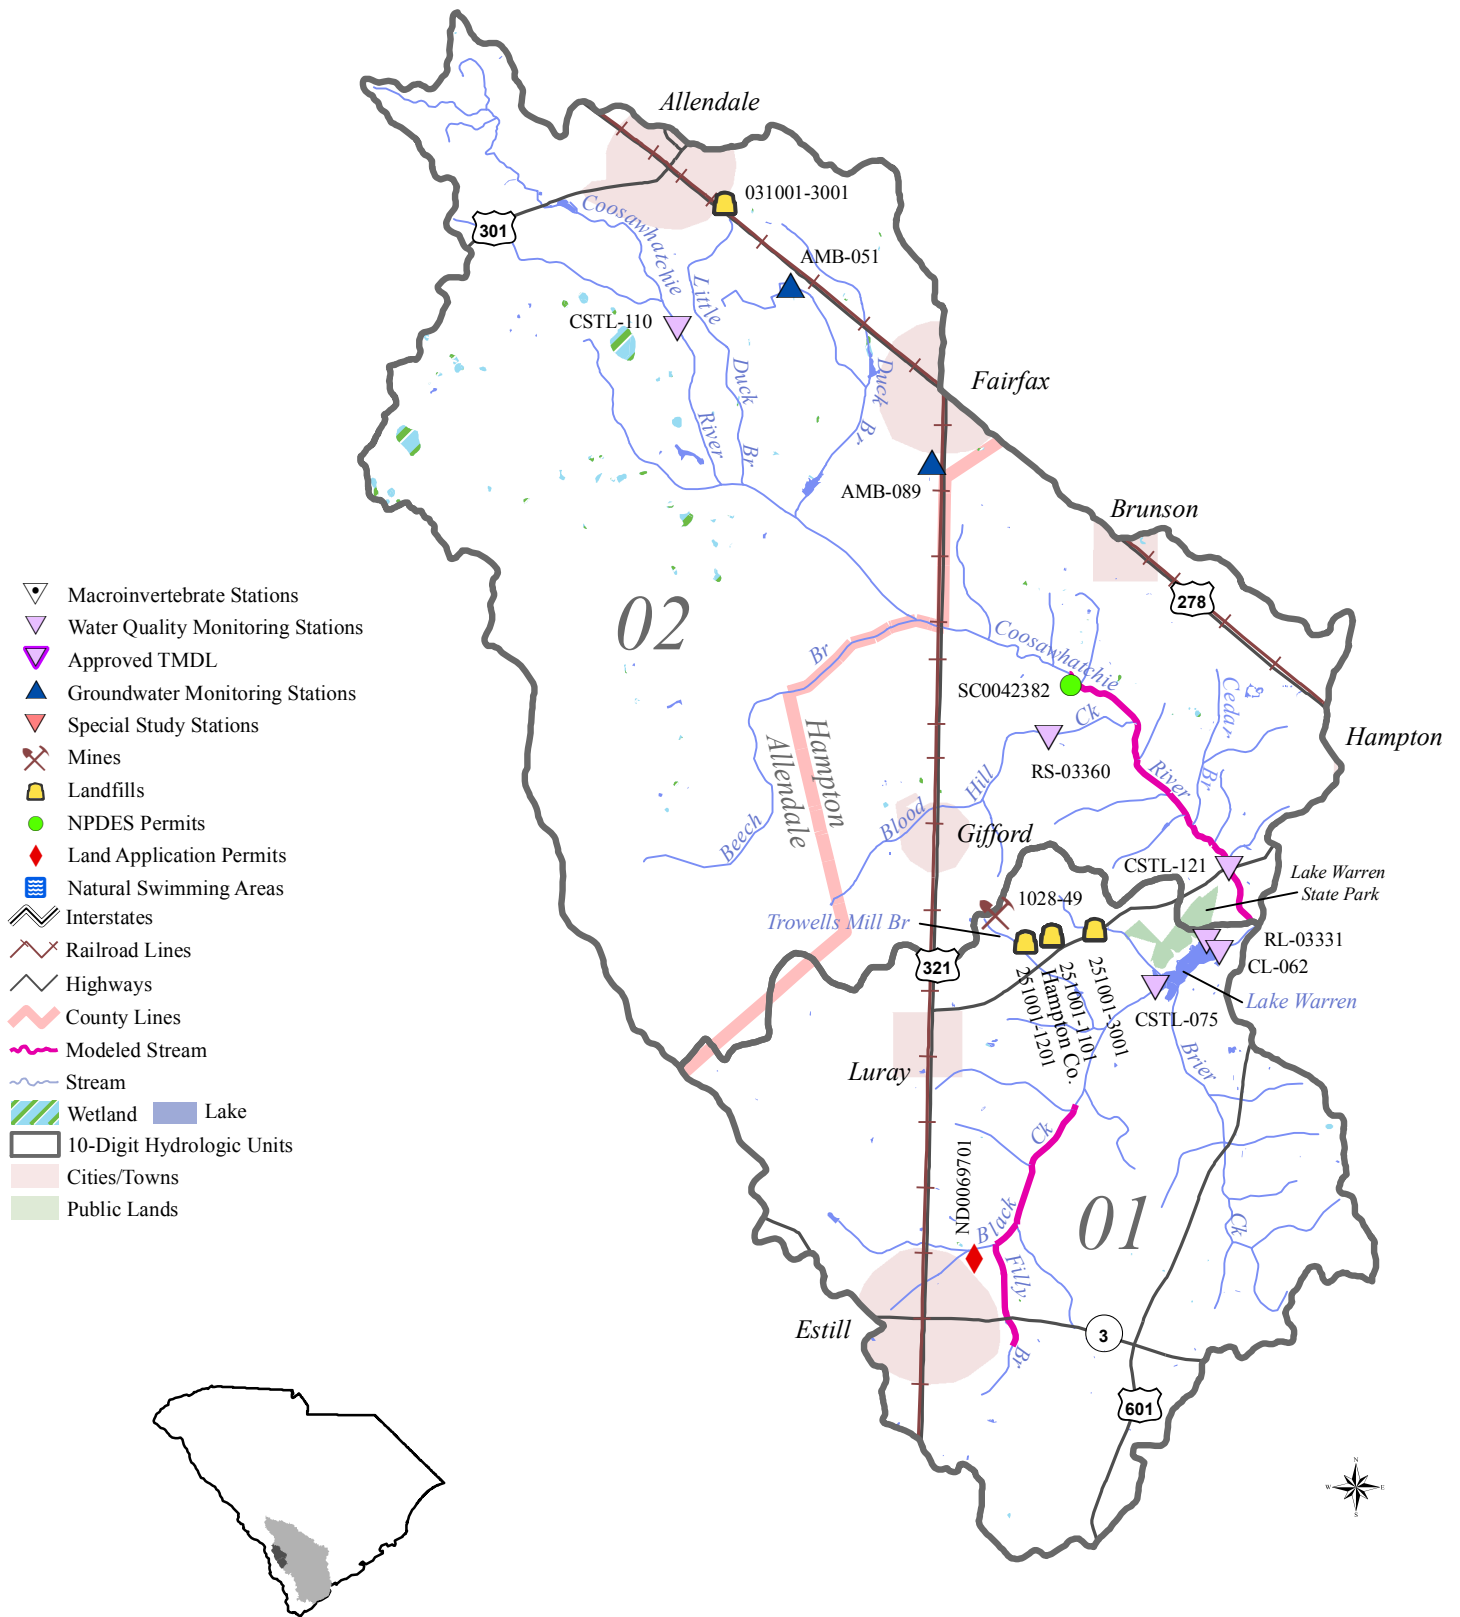 Allendale
031001-3001
Coosawhatchie
301
AMB-051
Little
CSTL-110
Duck
Duck
Fairfax
River
Br
Br
AMB-089
Brunson
Macroinvertebrate Stations
278
Water Quality Monitoring Stations
02
Coosawhatchie
Br
Approved TMDL
Groundwater Monitoring Stations
SC0042382
Cedar
Special Study Stations
Ck
Hampton
Hampton
Allendale
Mines
RS-03360
River
Br
Landfills
Hill
NPDES Permits
Blood
Beech
Gifford
Land Application Permits
CSTL-121
Lake Warren
State Park
Natural Swimming Areas
1028-49
Interstates
Trowells Mill Br
Railroad Lines
RL-03331
321
CL-062
Highways
251001-3001
251001-1101
Hampton Co.
251001-1201
Lake Warren
County Lines
CSTL-075
Modeled Stream
Brier
Luray
Stream
Wetland
Lake
Ck
10-Digit Hydrologic Units
ND0069701
Cities/Towns
Public Lands
Black
01
Ck
Filly
Estill
3
Br
601
N
W
E
S